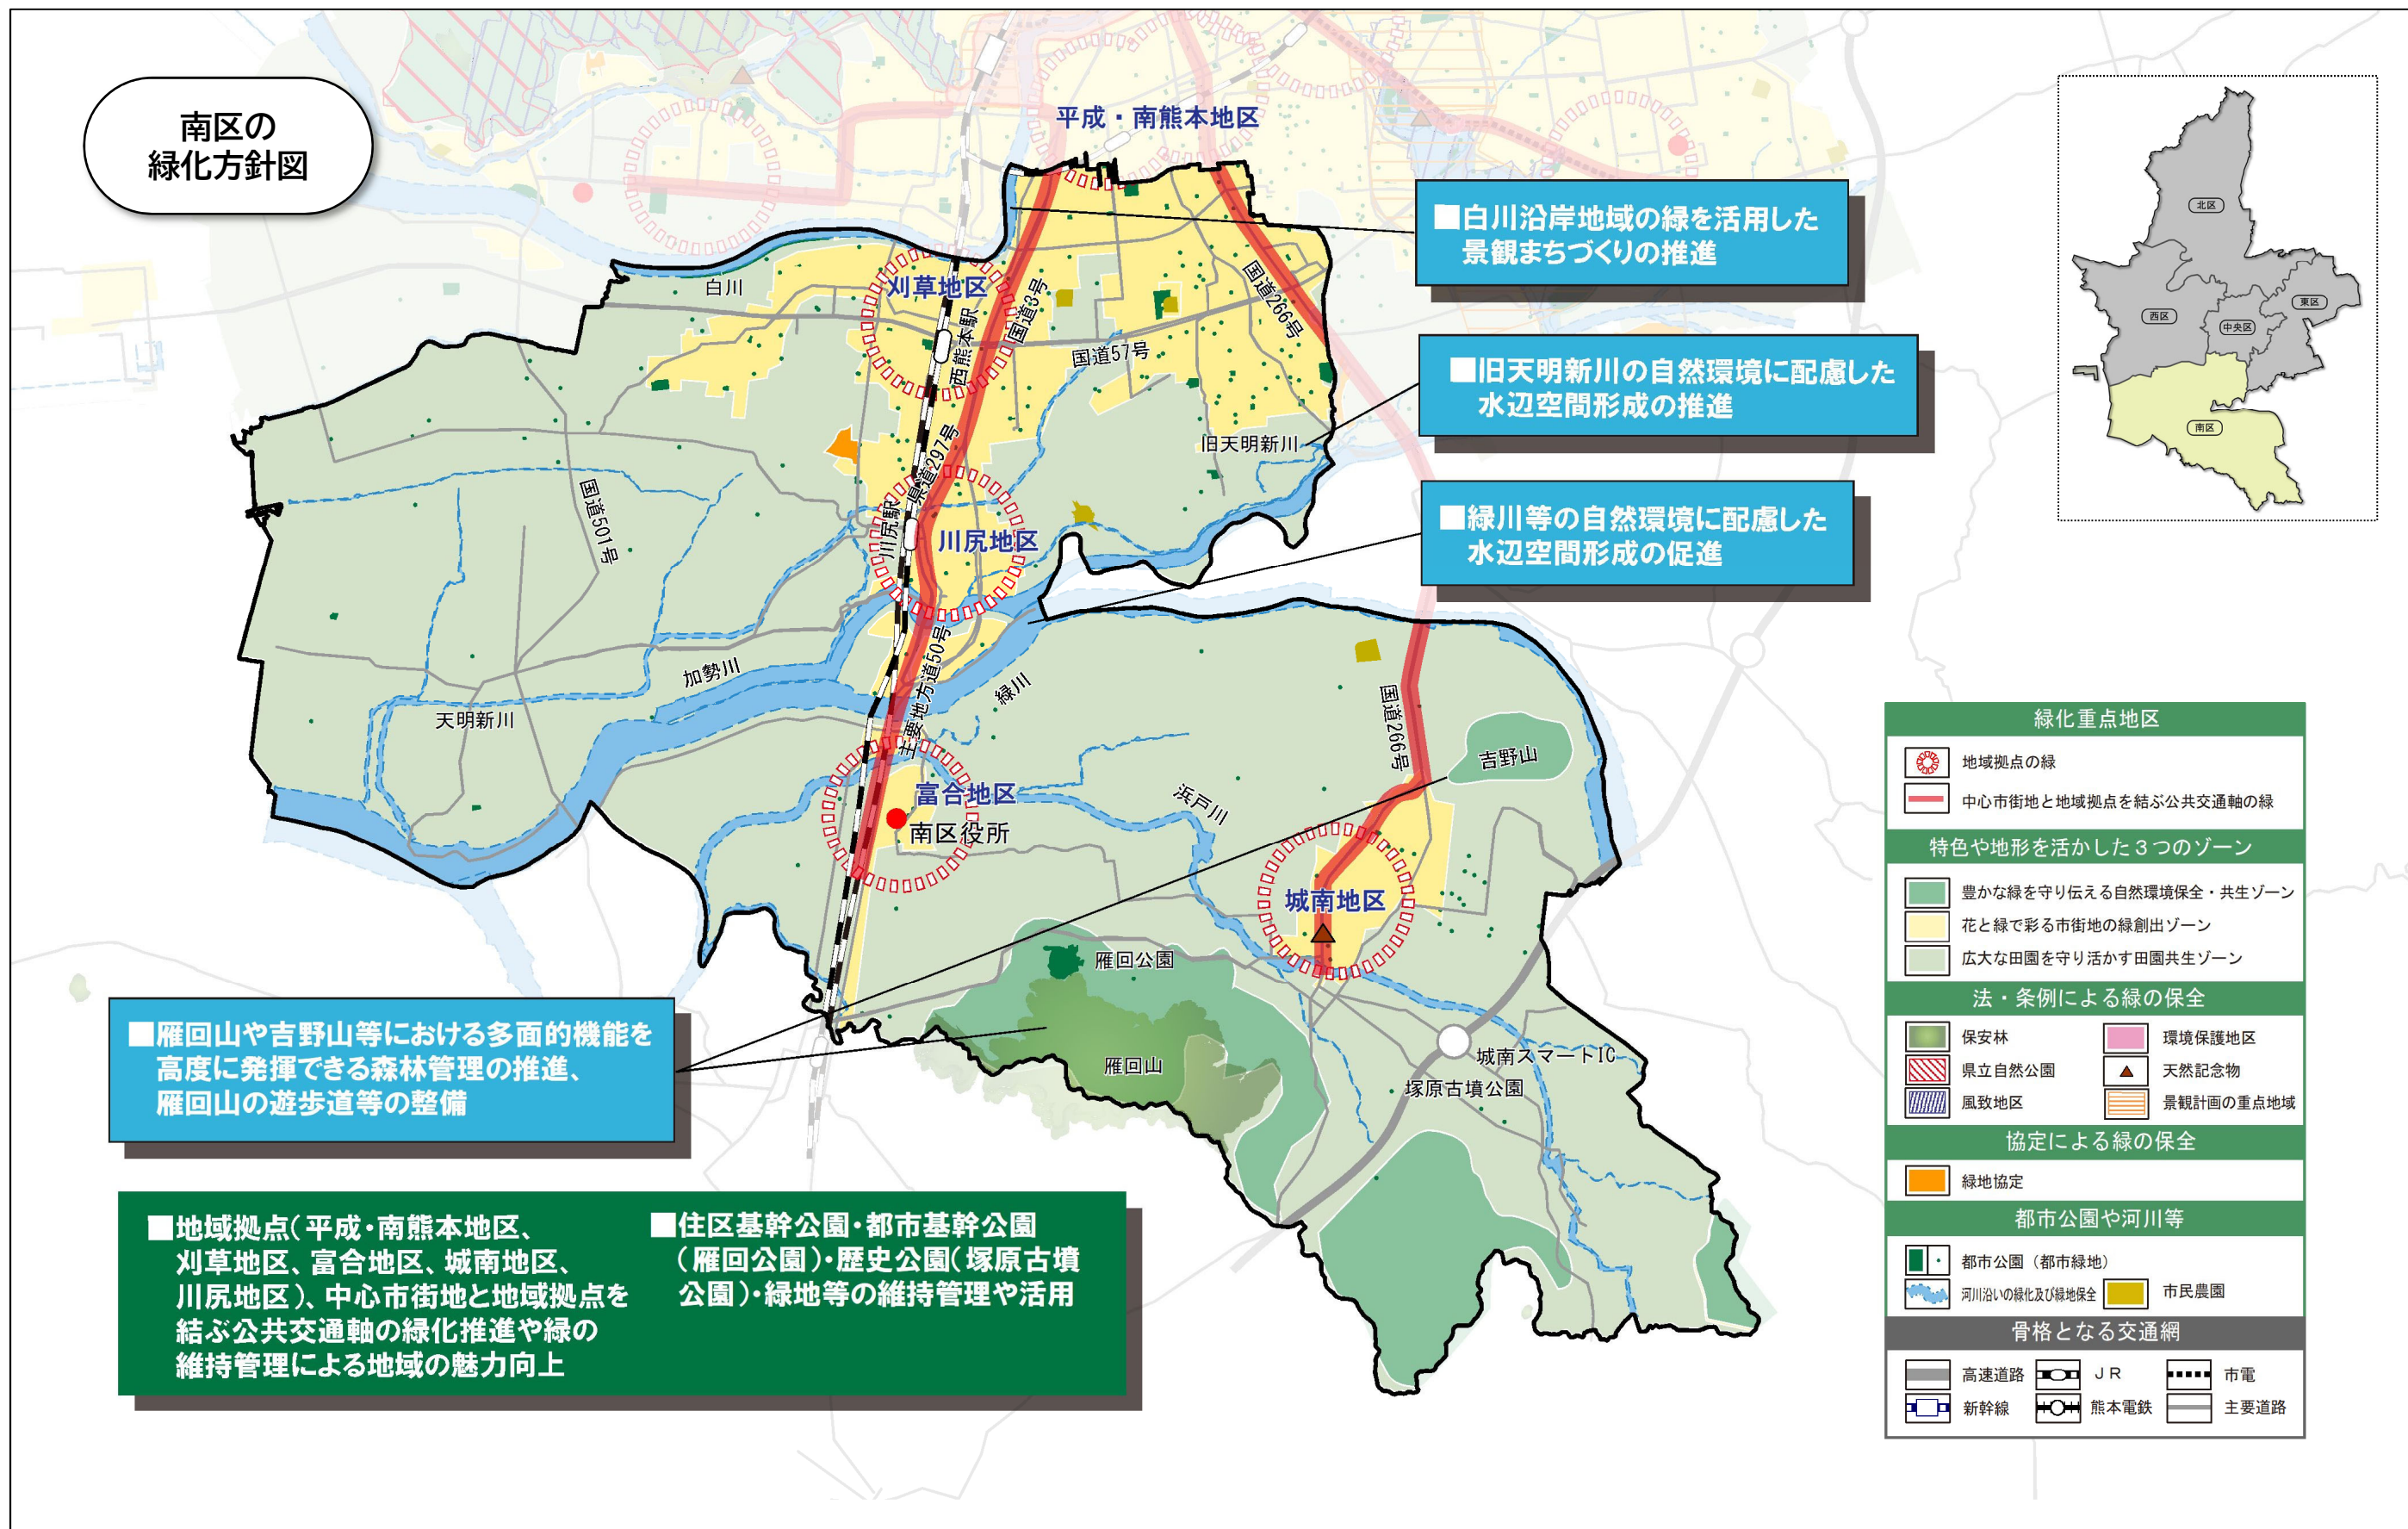 南区の
緑化方針図
平成・南熊本地区
■白川沿岸地域の緑を活用した
景観まちづくりの推進
北区
東区
西区
中央区
南区
白川
刈草地区
西熊本駅
国道3号
国道57号
国道266号
■旧天明新川の自然環境に配慮した
水辺空間形成の推進
旧天明新川
県道297号
国道501号
川尻駅
川尻地区
■緑川等の自然環境に配慮した
水辺空間形成の促進
加勢川
主要地方道50号
緑川
天明新川
国道266号
吉野山
富合地区
南区役所
浜戸川
城南地区
雁回公園
雁回山
城南スマートIC
塚原古墳公園
■雁回山や吉野山等における多面的機能を
高度に発揮できる森林管理の推進、
雁回山の遊歩道等の整備
■地域拠点(平成・南熊本地区、
刈草地区、富合地区、城南地区、
川尻地区)、中心市街地と地域拠点を
結ぶ公共交通軸の緑化推進や緑の
維持管理による地域の魅力向上
■住区基幹公園・都市基幹公園
(雁回公園)・歴史公園(塚原古墳
公園)・緑地等の維持管理や活用
緑化重点地区
地域拠点の緑
中心市街地と地域拠点を結ぶ公共交通軸の緑
特色や地形を活かした3つのゾーン
豊かな緑を守り伝える自然環境保全・共生ゾーン
花と緑で彩る市街地の緑創出ゾーン
広大な田園を守り活かす田園共生ゾーン
法・条例による緑の保全
保安林
環境保護地区
県立自然公園
天然記念物
風致地区
景観計画の重点地域
協定による緑の保全
緑地協定
都市公園や河川等
都市公園(都市緑地)
河川沿いの緑化及び緑地保全
市民農園
骨格となる交通網
高速道路
JR
市電
新幹線
熊本電鉄
主要道路